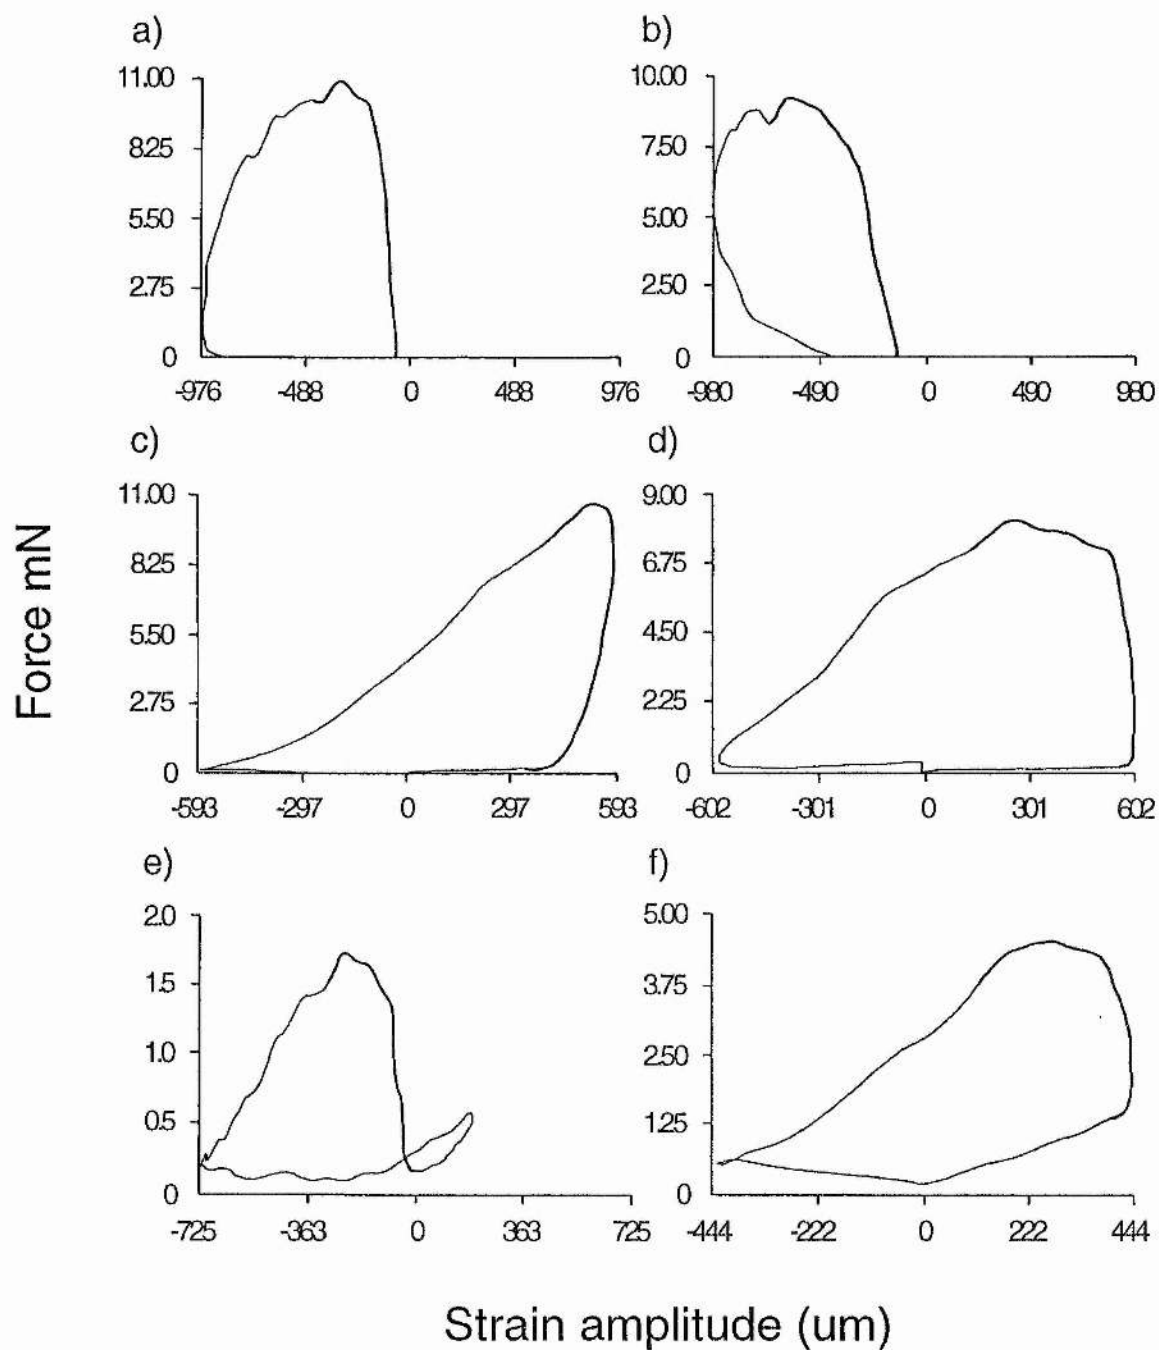 a)
11.00
8.25
5.50
2.75
0
-976 -488 0 488 976
b)
10.00
7.50
5.00
2.50
0
-980 -490 0 490 980
c)
11.00
8.25
5.50
2.75
0
-593 -297 0 297 593
d)
9.00
6.75
4.50
2.25
0
-602 -301 0 301 602
e)
2.0
1.5
1.0
0.5
0
-725 -363 0 363 725
f)
5.00
3.75
2.50
1.25
0
-444 -222 0 222 444
Force mN
Strain amplitude (um)